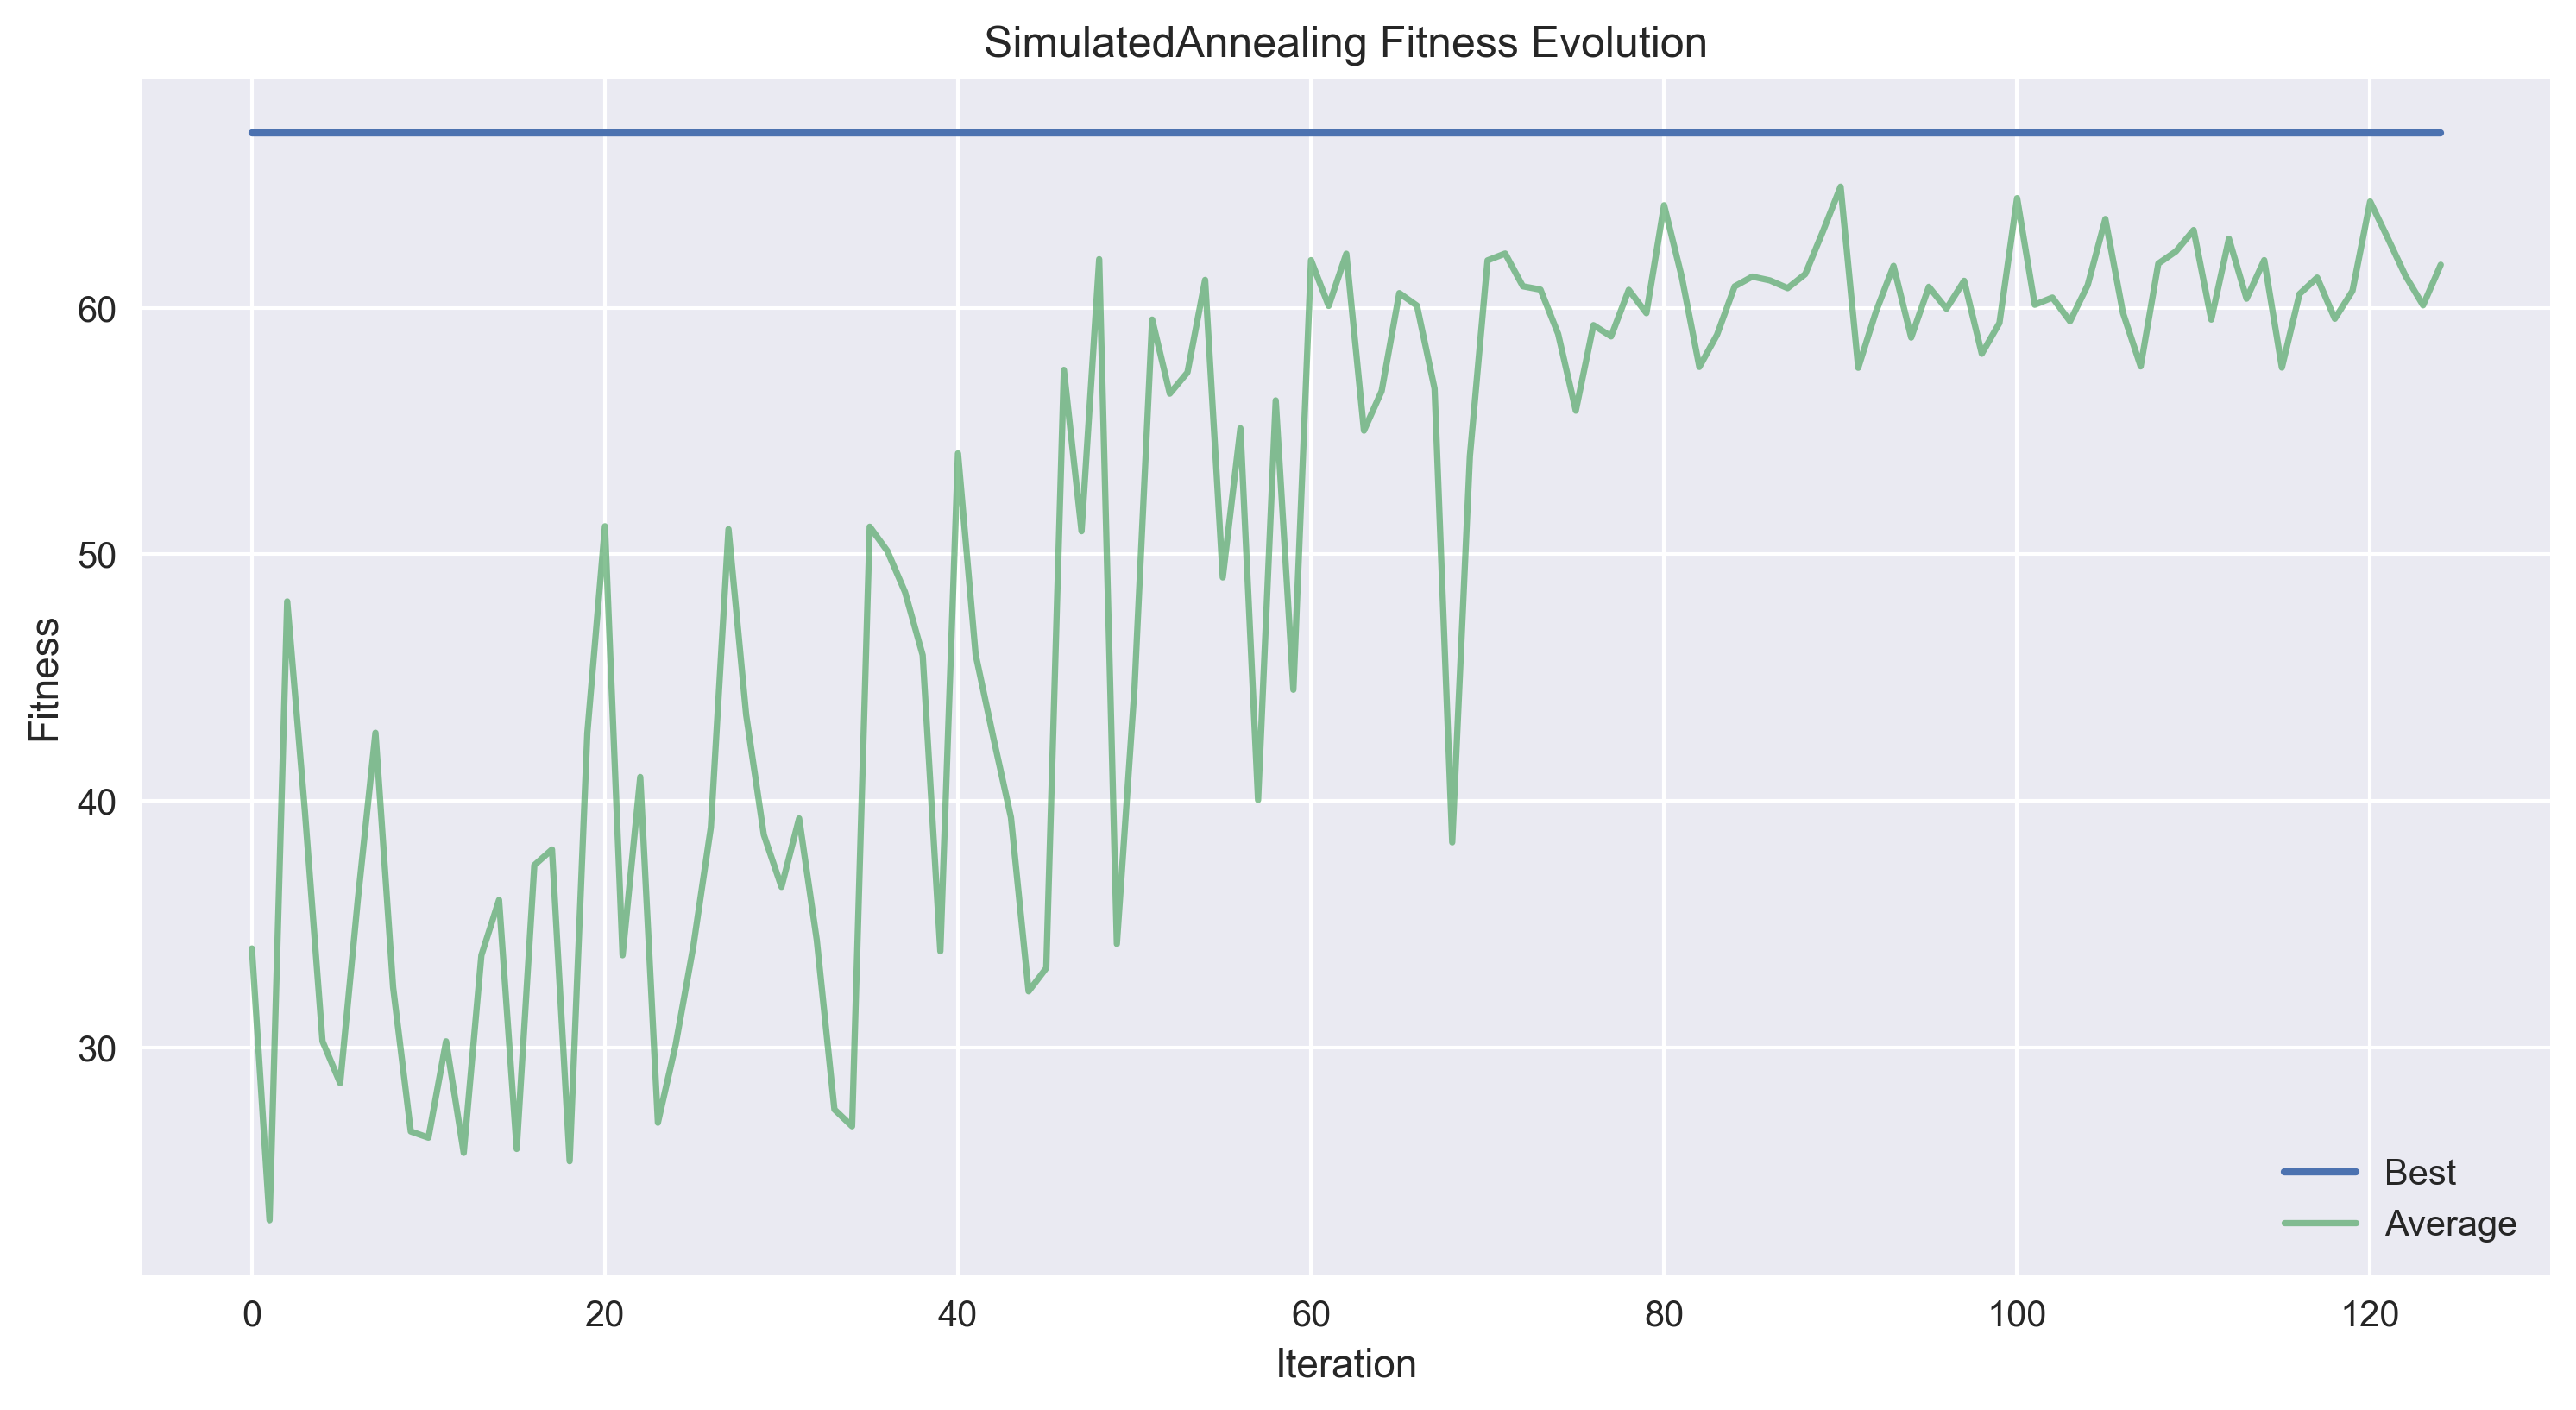 SimulatedAnnealing Fitness Evolution
Fitness
60
50
40
30
Best
Average
0 20 40 60 80 100 120
Iteration